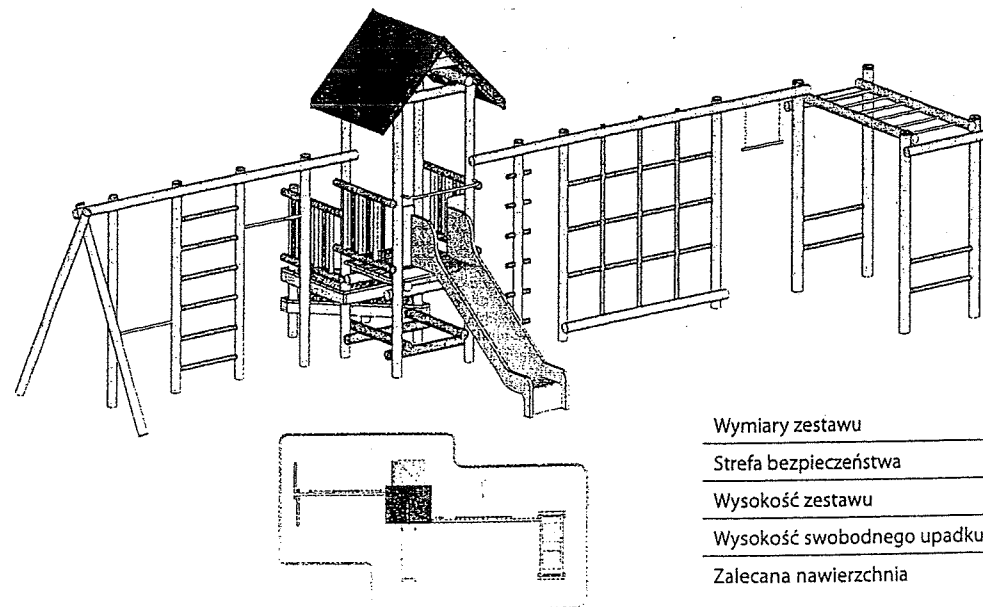 Wymiary zestawu
Strefa bezpieczeństwa
Wysokość zestawu
Wysokość swobodnego upadku
Zalecana nawierzchnia